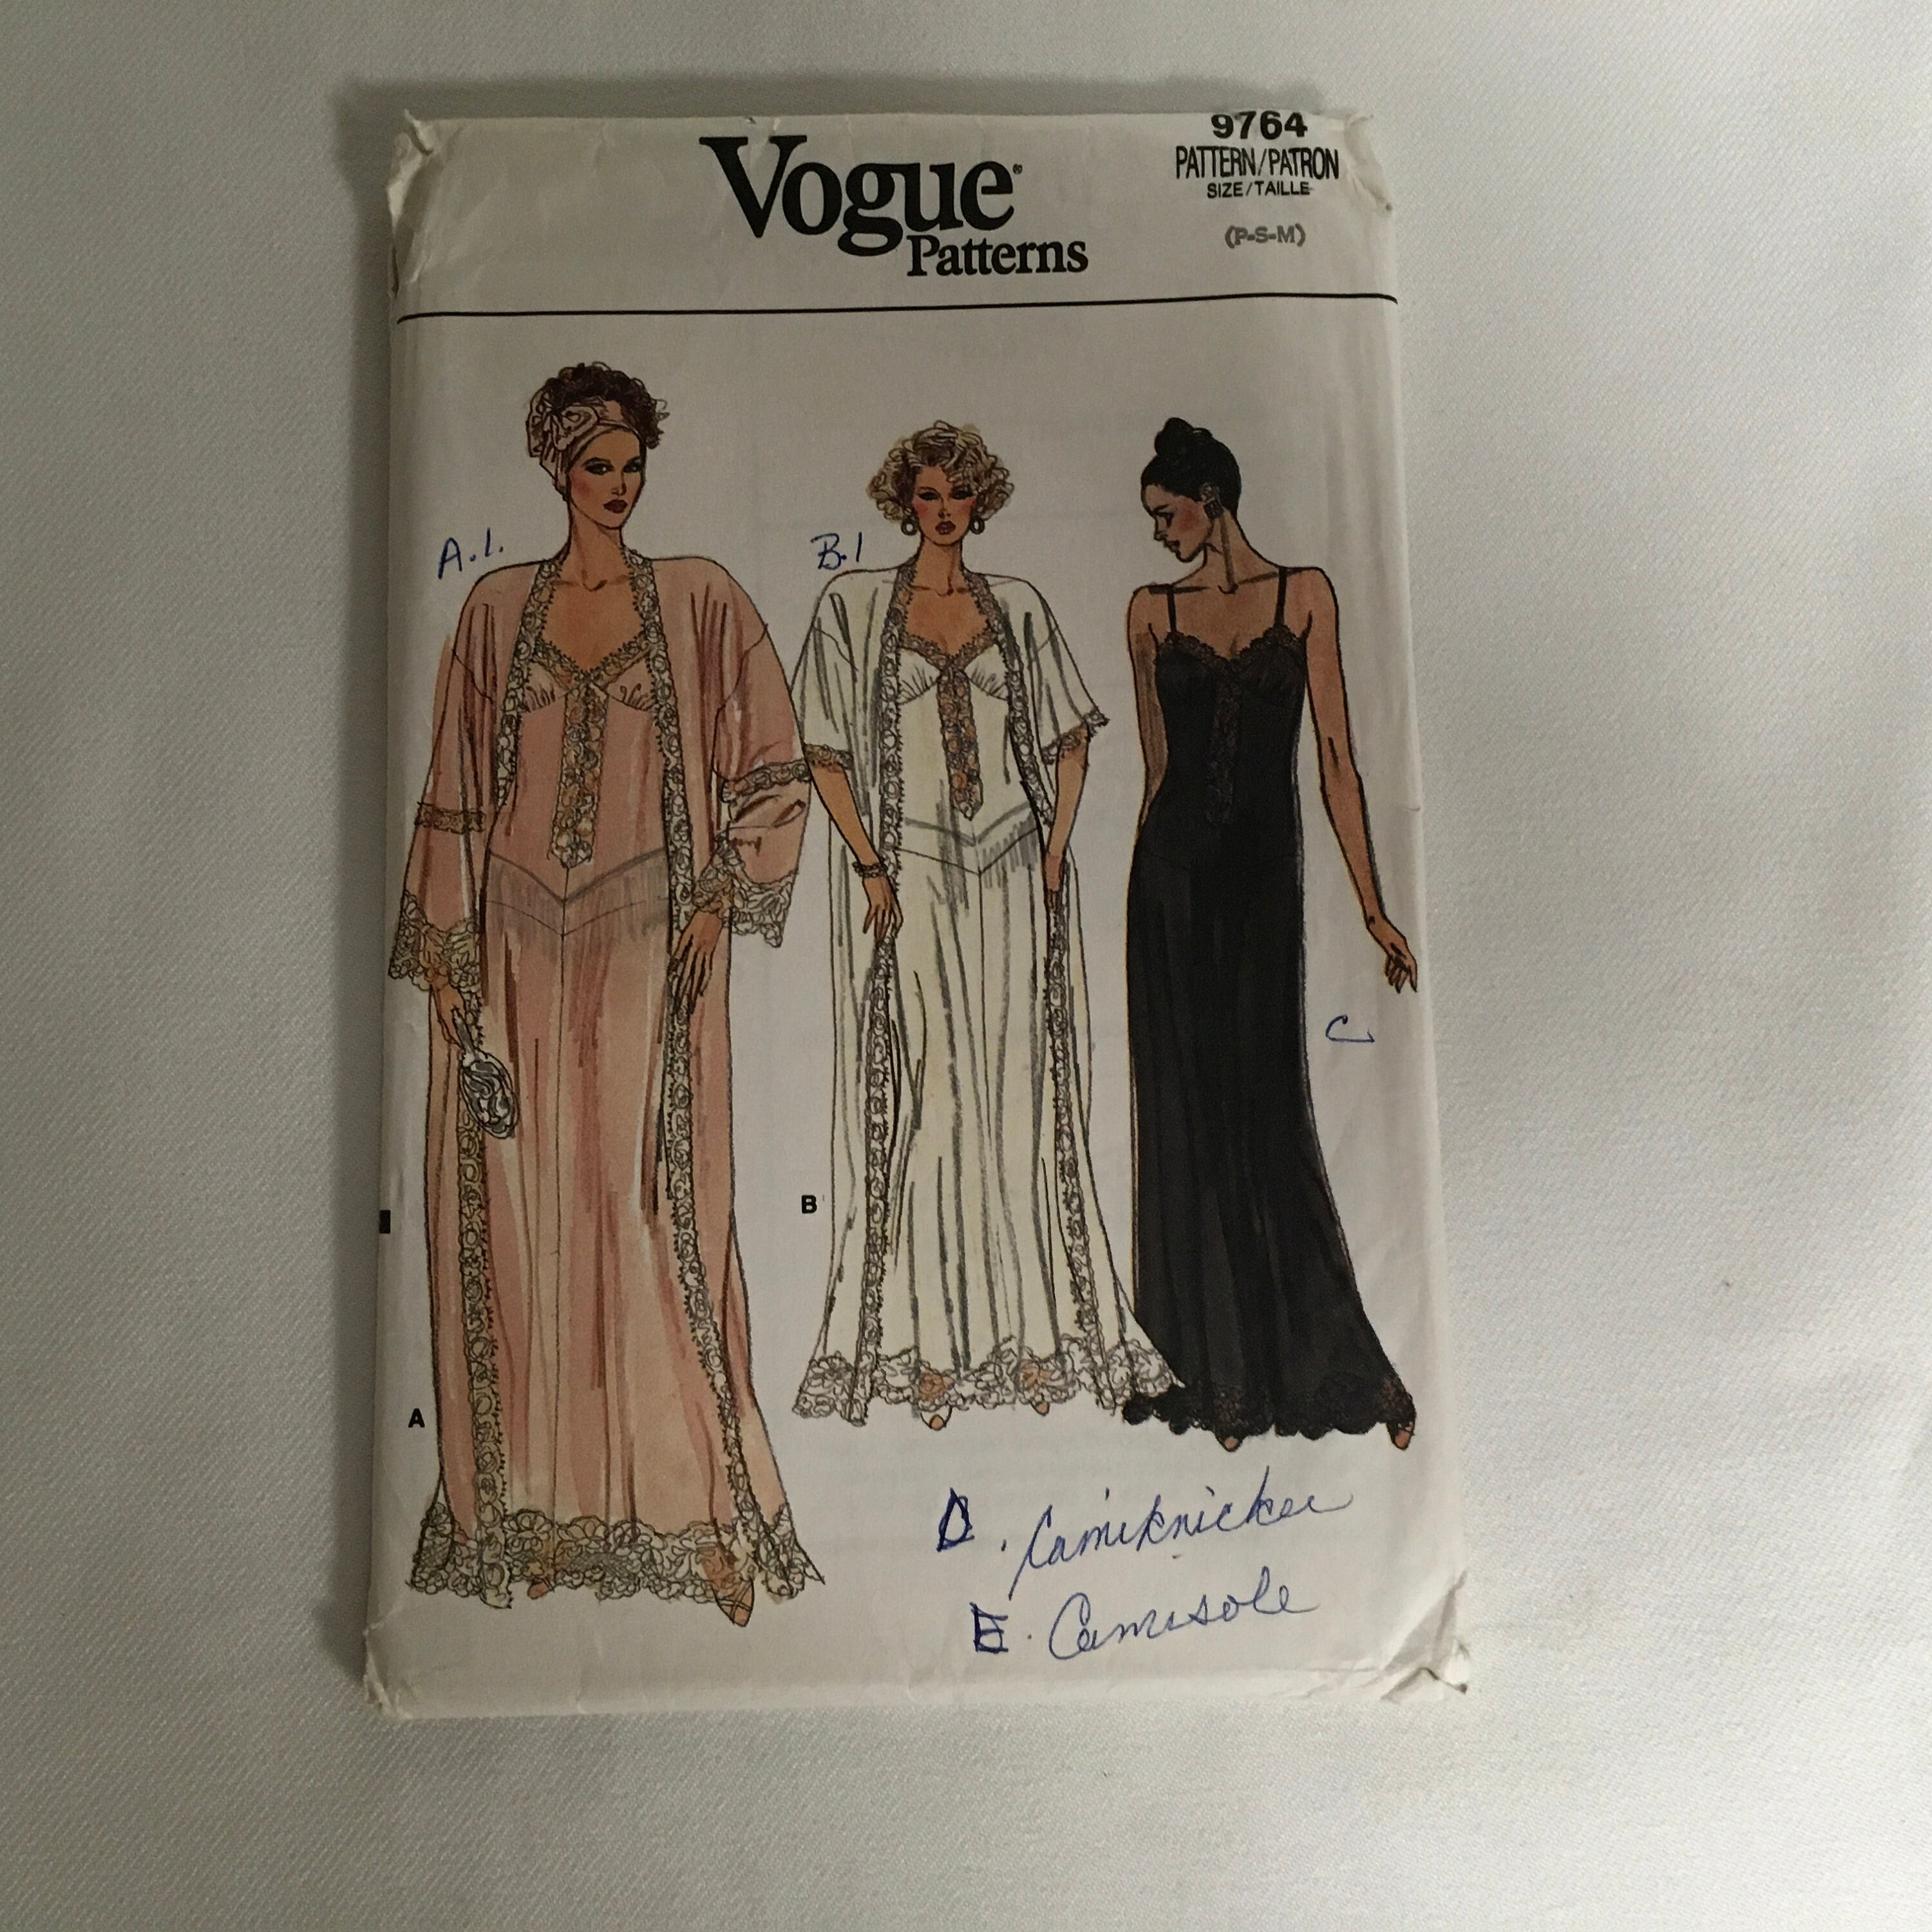 Vogue®
Patterns
9764
PATTERN/PATRON
SIZE/TAILLE
(P-S-M)
A.1.
B.1
C
B
A
D. Camiknicker
E. Camisole